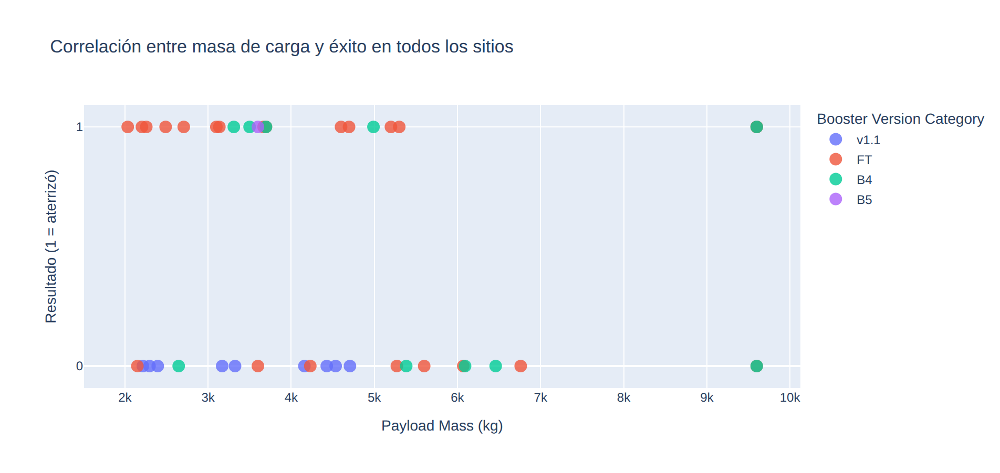 Correlación entre masa de carga y éxito en todos los sitios
Resultado (1 = aterrizó)
1
0
2k
3k
4k
5k
6k
7k
8k
9k
10k
Payload Mass (kg)
Booster Version Category
v1.1
FT
B4
B5